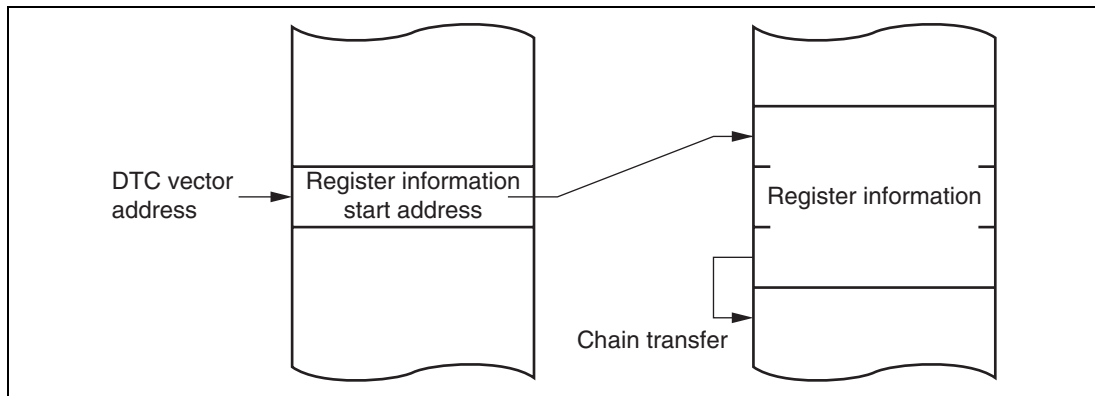 DTC vector
address
Register information
start address
Register information
Chain transfer